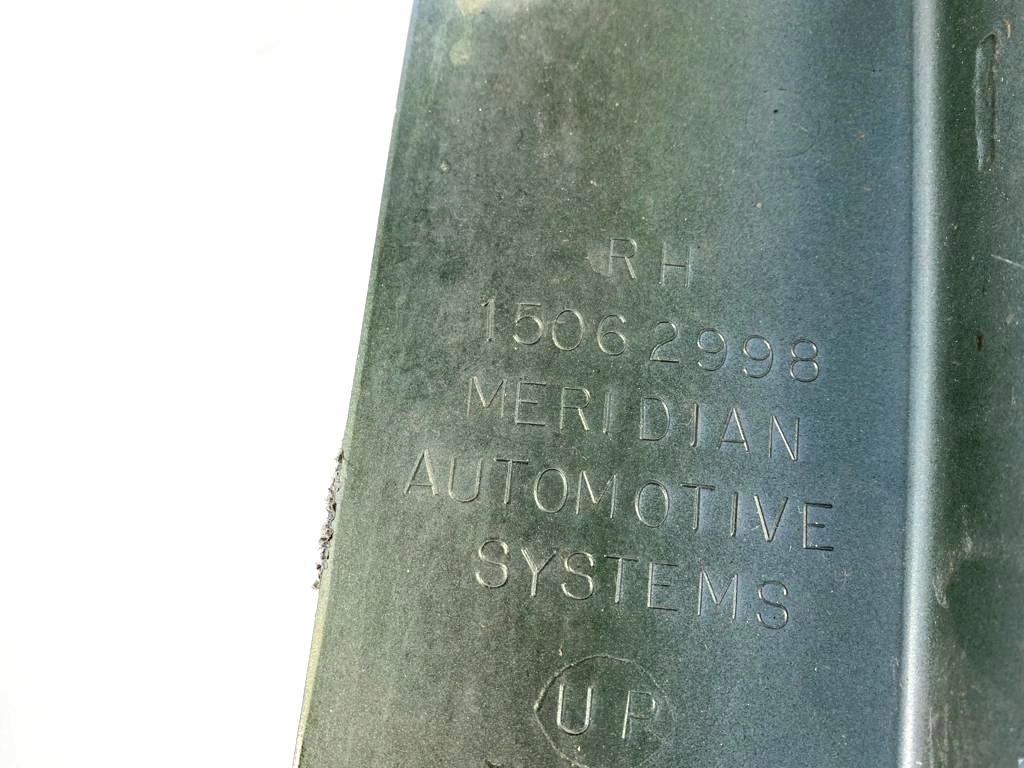 RH
15062998
MERIDIAN
AUTOMOTIVE
SYSTEMS
UP